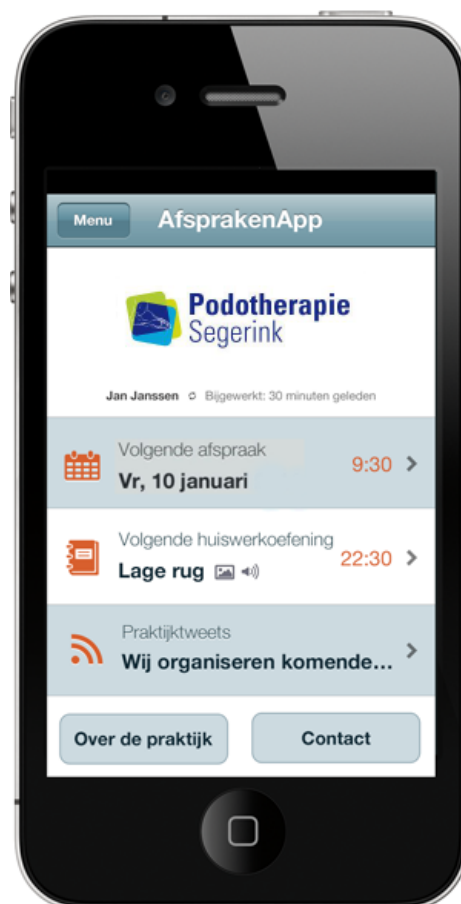 Menu
AfsprakenApp
Podotherapie
Segerink
Jan Janssen Bijgewerkt: 30 minuten geleden
Volgende afspraak
Vr, 10 januari
9:30
Volgende huiswerkoefening
Lage rug
22:30
Praktijktweets
Wij organiseren komende...
Over de praktijk
Contact